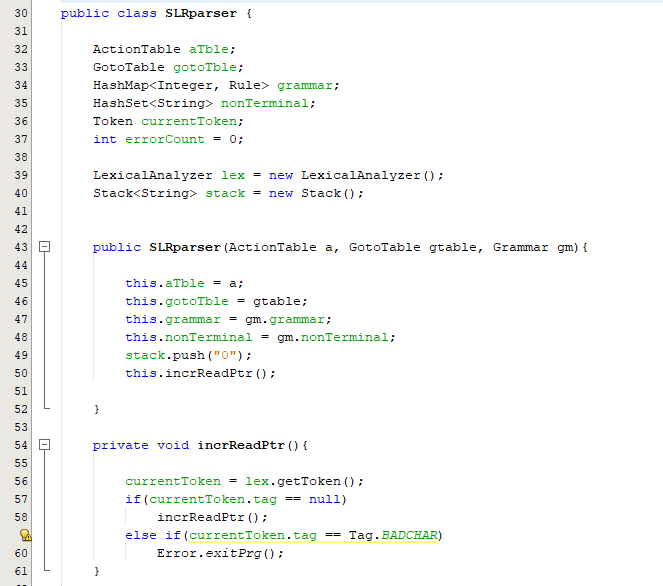 30 public class SLRparser {
31
32 ActionTable aTble;
33 GotoTable gotoTble;
34 HashMap<Integer, Rule> grammar;
35 HashSet<String> nonTerminal;
36 Token currentToken;
37 int errorCount = 0;
38
39 LexicalAnalyzer lex = new LexicalAnalyzer();
40 Stack<String> stack = new Stack();
41
42
43 public SLRparser(ActionTable a, GotoTable gtable, Grammar gm){
44
45 this.aTble = a;
46 this.gotoTble = gtable;
47 this.grammar = gm.grammar;
48 this.nonTerminal = gm.nonTerminal;
49 stack.push("0");
50 this.incrReadPtr();
51
52 }
53
54 private void incrReadPtr(){
55
56 currentToken = lex.getToken();
57 if(currentToken.tag == null)
58 incrReadPtr();
else if(currentToken.tag == Tag.BADCHAR)
60 Error.exitPrg();
61 }